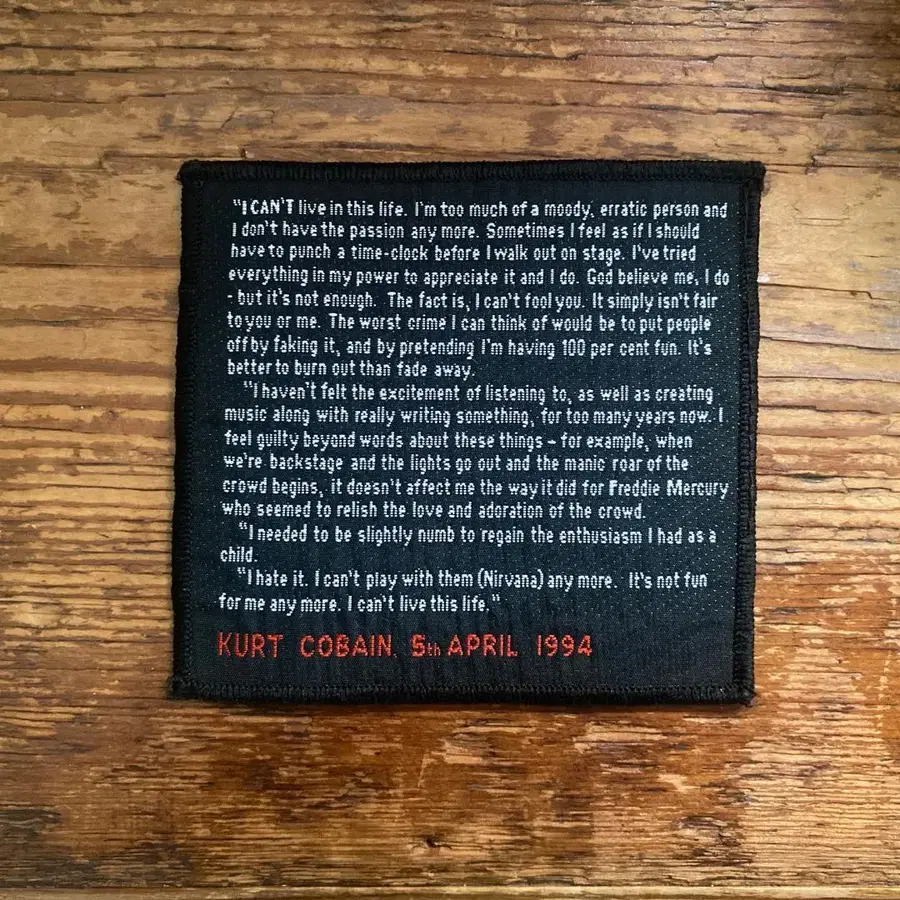 "I CAN'T live in this life. I'm too much of a moody, erratic person and
I don't have the passion any more. Sometimes I feel as if I should
have to punch a time-clock before I walk out on stage. I've tried
everything in my power to appreciate it and I do. God believe me, I do
- but it's not enough. The fact is, I can't fool you. It simply isn't fair
to you or me. The worst crime I can think of would be to put people
off by faking it, and by pretending I'm having 100 per cent fun. It's
better to burn out than fade away.
"I haven't felt the excitement of listening to, as well as creating
music along with really writing something, for too many years now. I
feel guilty beyond words about these things - for example, when
we're backstage and the lights go out and the manic roar of the
crowd begins, it doesn't affect me the way it did for Freddie Mercury
who seemed to relish the love and adoration of the crowd.
"I needed to be slightly numb to regain the enthusiasm I had as a
child.
"I hate it. I can't play with them (Nirvana) any more. It's not fun
for me any more. I can't live this life."
KURT COBAIN. 5th APRIL 1994